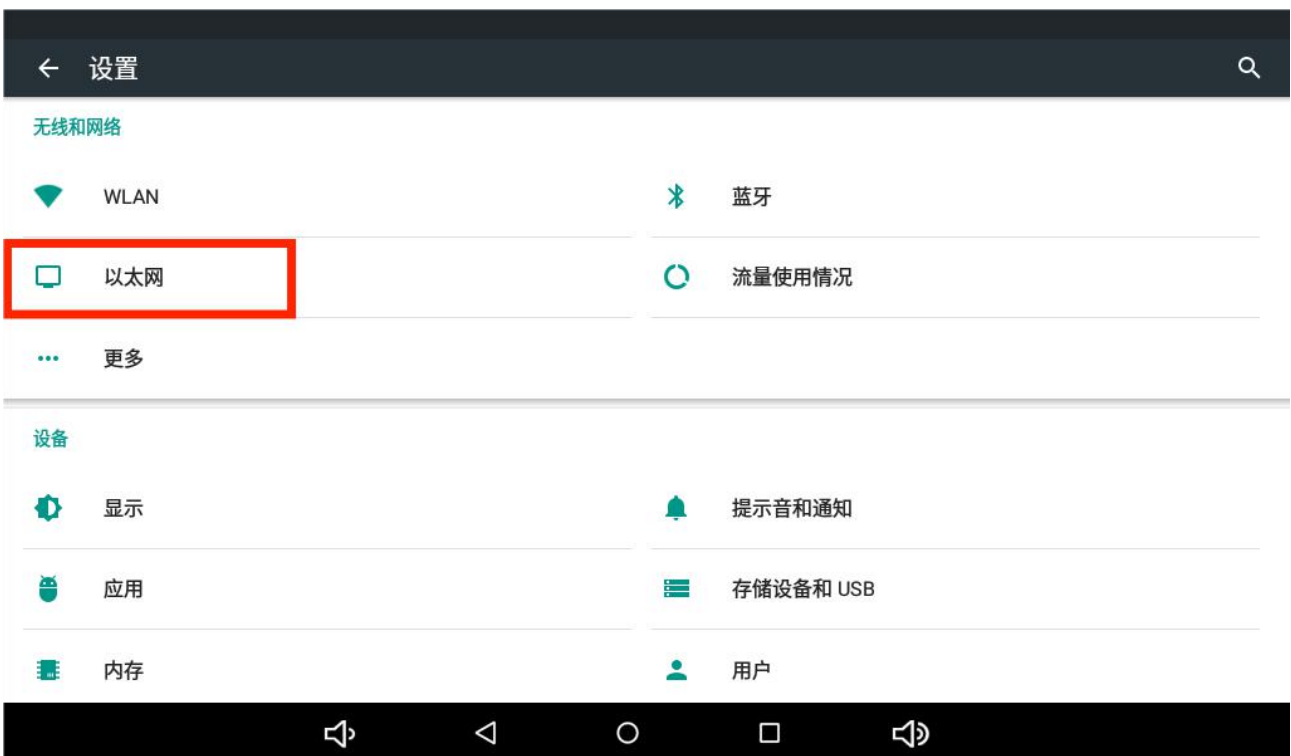 设置
无线和网络
WLAN
蓝牙
以太网
流量使用情况
更多
设备
显示
提示音和通知
应用
存储设备和 USB
内存
用户